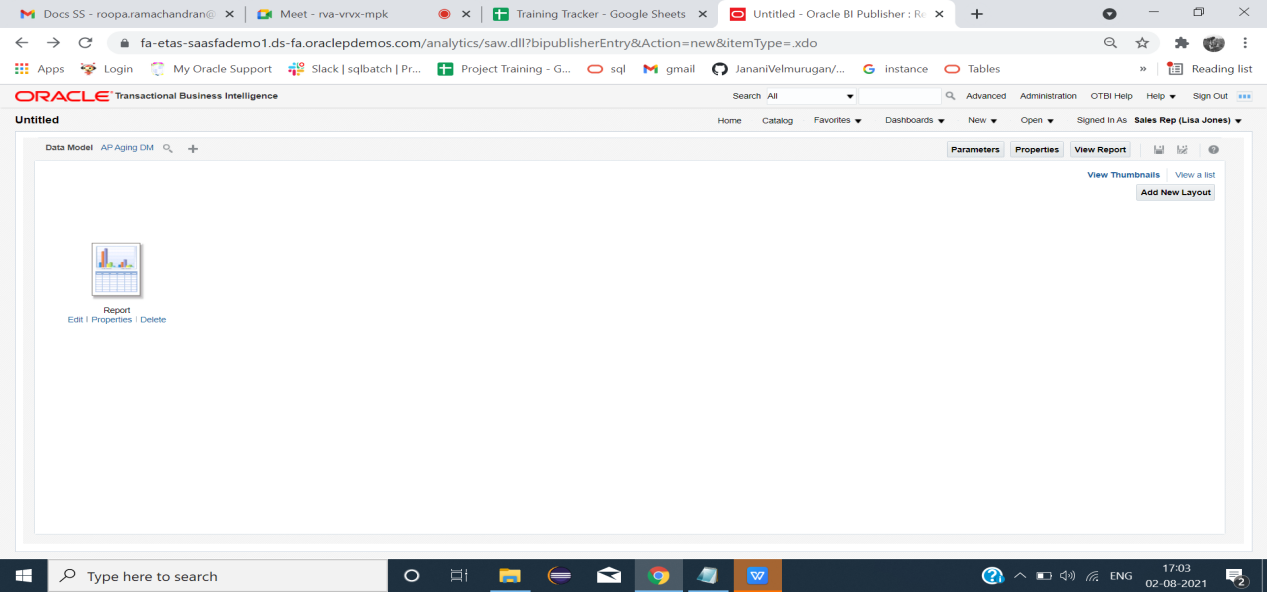 Docs SS - roopa.ramachandran@ Meet - rva-vrvx-mpk Training Tracker - Google Sheets Untitled - Oracle BI Publisher : Re
fa-etas-saasfademo1.ds-fa.oraclepdemos.com/analytics/saw.dll?bipublisherEntry&Action=new&itemType=.xdo
Apps Login My Oracle Support Slack | sqlbatch | Pr... Project Training - G... sql gmail JananiVelmurugan/... instance Tables » Reading list
ORACLE Transactional Business Intelligence Search All Advanced Administration OTBI Help Help Sign Out
Untitled Home Catalog Favorites Dashboards New Open Signed In As Sales Rep (Lisa Jones)
Data Model AP Aging DM Parameters Properties View Report
View Thumbnails View a list
Add New Layout
Report
Edit | Properties | Delete
Type here to search ENG 17:03
02-08-2021 2